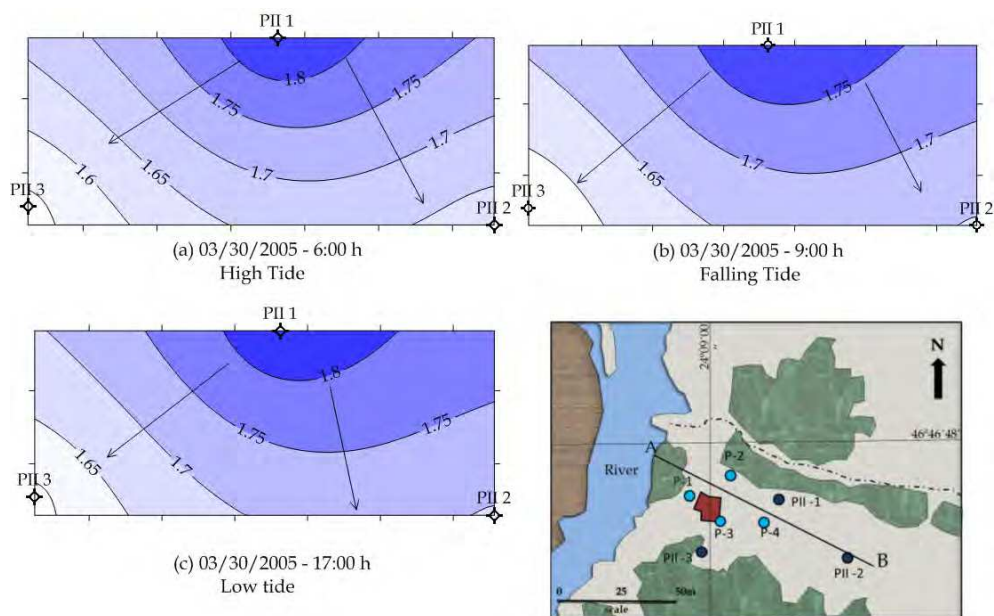 PII 1
1.8
1.75
1.75
1.7
1.7
1.65
1.6
PII 3
PII 2
(a) 03/30/2005 - 6:00 h
High Tide
PII 1
1.75
1.7
1.7
1.65
PII 3
PII 2
(b) 03/30/2005 - 9:00 h
Falling Tide
PII 1
1.8
1.75
1.75
1.7
1.65
PII 3
PII 2
(c) 03/30/2005 - 17:00 h
Low tide
24°09'00
N
46°46'48
A
River
P-2
P-1
PII -1
P-3
P-4
PII -3
PII -2
B
0 25 50m
scale